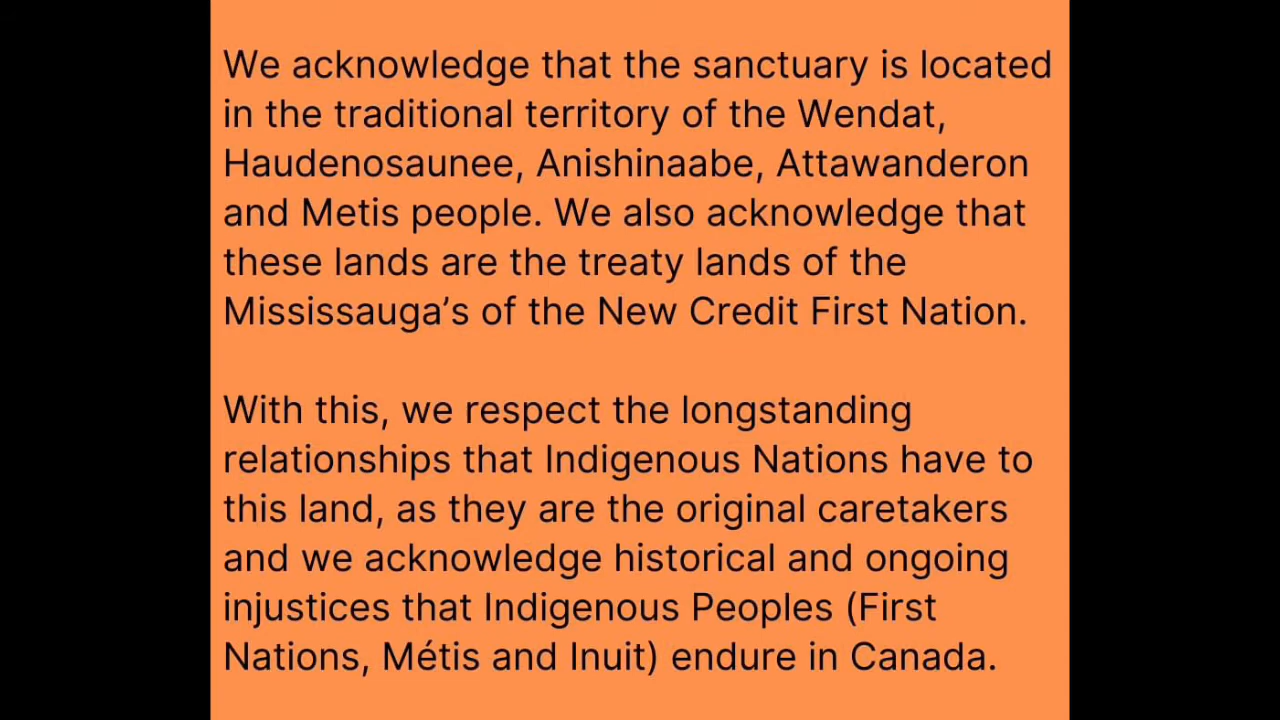 We acknowledge that the sanctuary is located
in the traditional territory of the Wendat,
Haudenosaunee, Anishinaabe, Attawanderon
and Metis people. We also acknowledge that
these lands are the treaty lands of the
Mississauga’s of the New Credit First Nation.
With this, we respect the longstanding
relationships that Indigenous Nations have to
this land, as they are the original caretakers
and we acknowledge historical and ongoing
injustices that Indigenous Peoples (First
Nations, Métis and Inuit) endure in Canada.